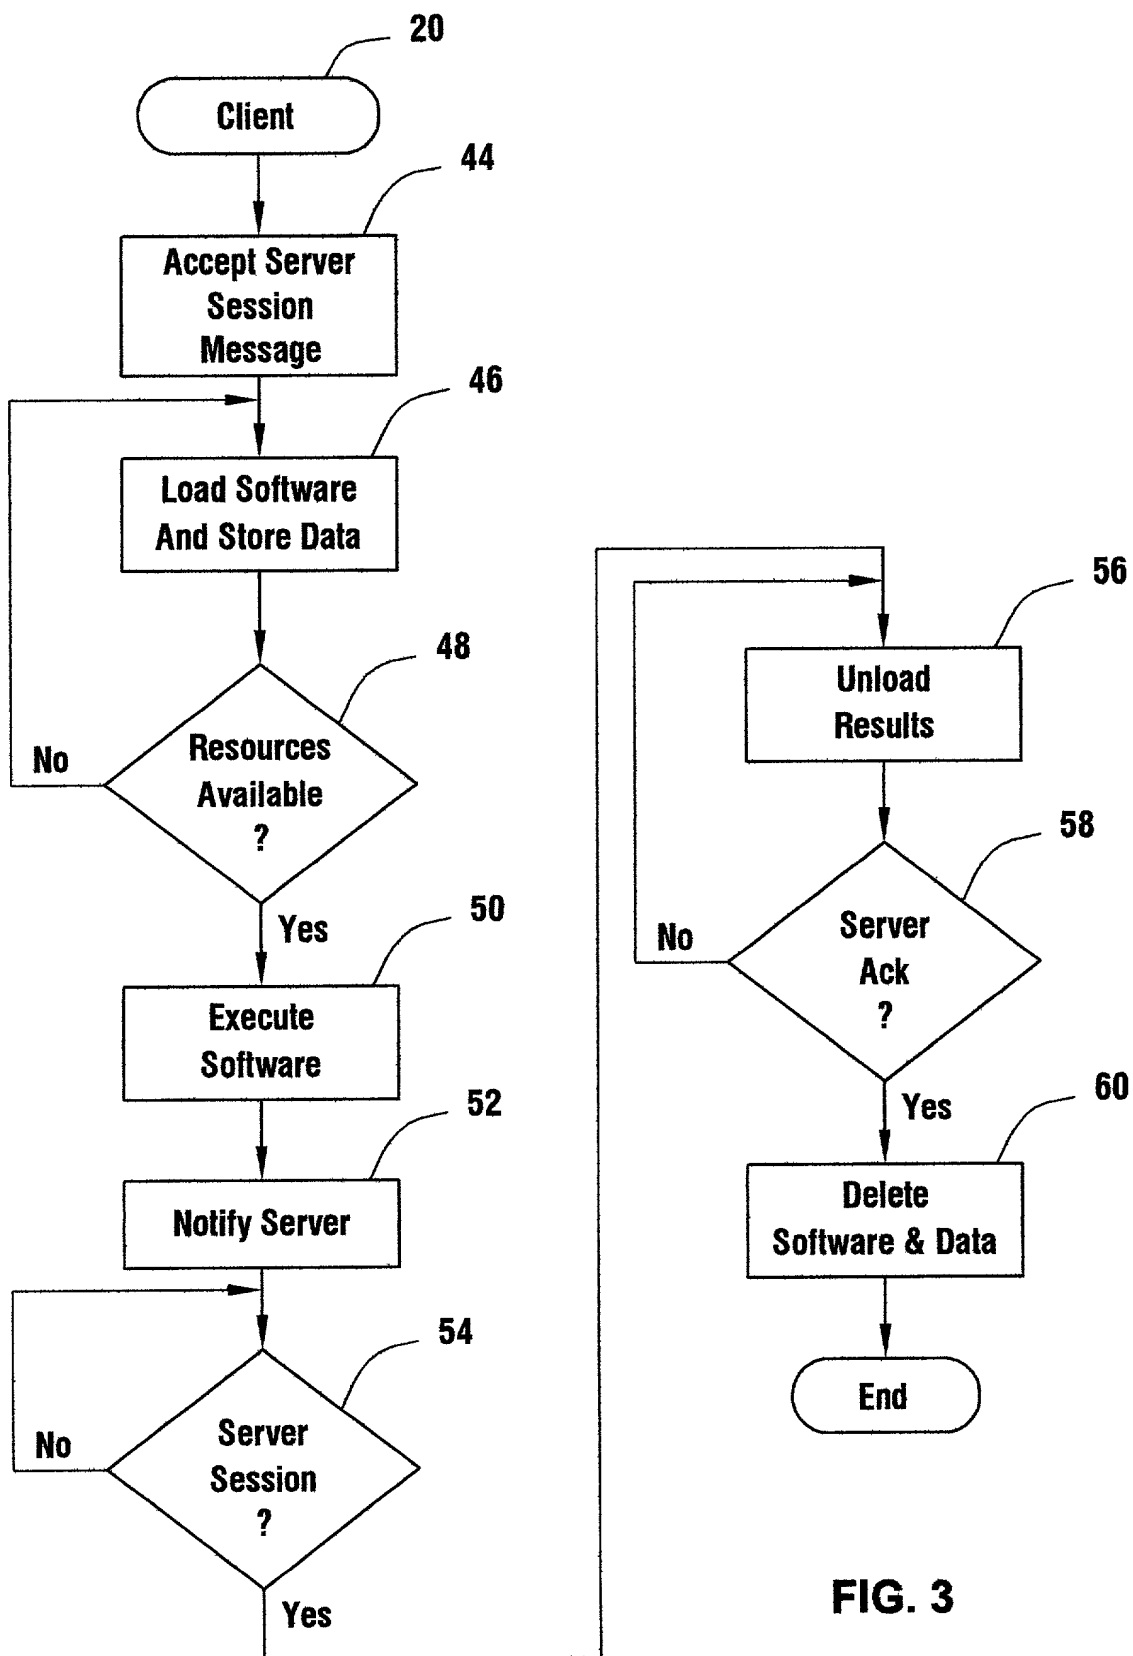 20
Client
44
Accept Server
Session
Message
46
Load Software
And Store Data
48
Resources
Available
?
No
Yes
50
Execute
Software
52
Notify Server
54
Server
Session
?
No
Yes
56
Unload
Results
58
Server
Ack
?
No
Yes
60
Delete
Software & Data
End
FIG. 3